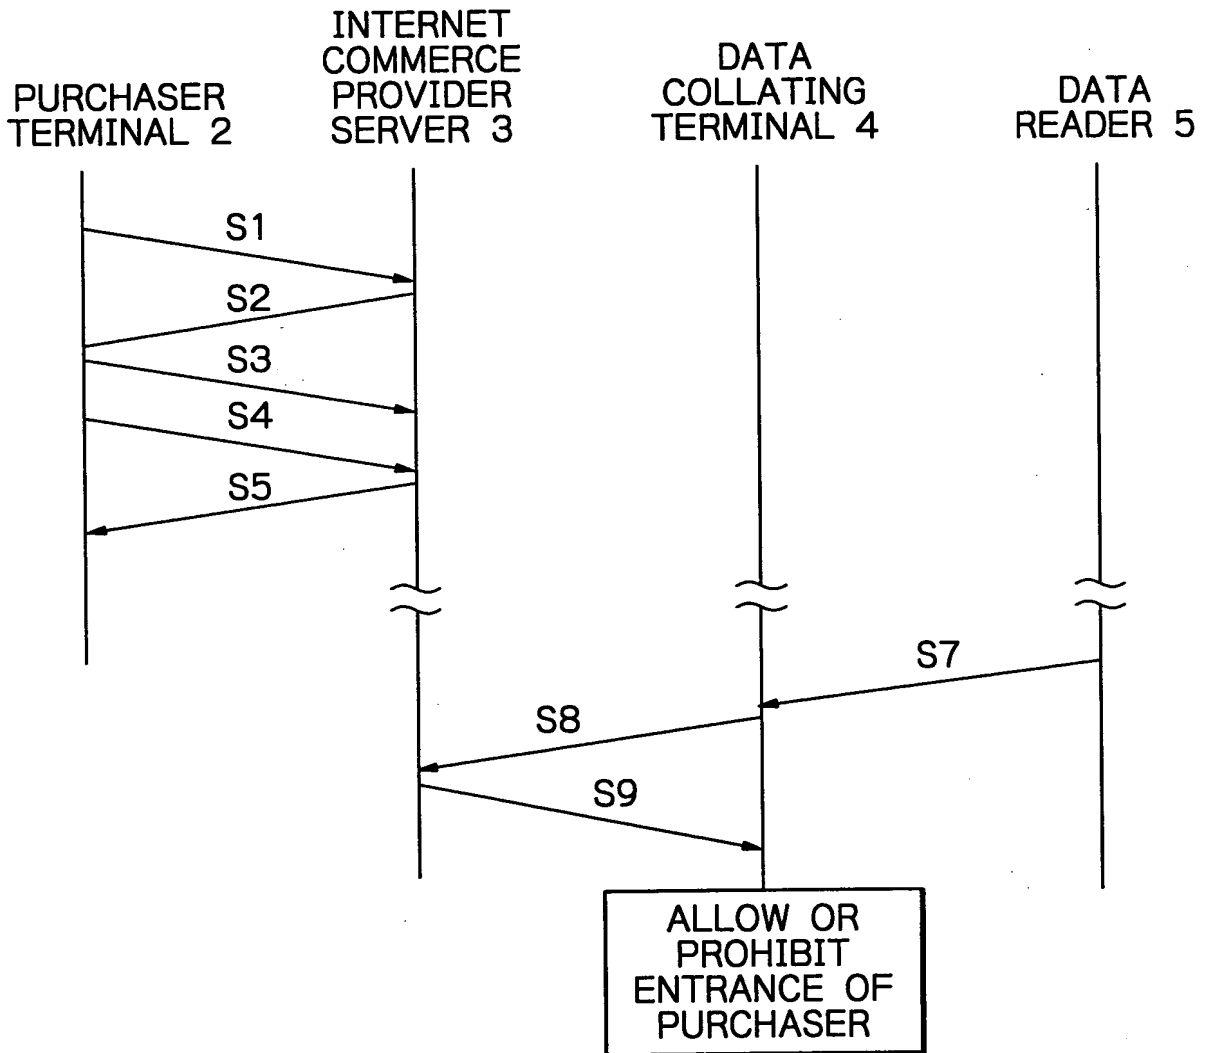 PURCHASER
TERMINAL 2
INTERNET
COMMERCE
PROVIDER
SERVER 3
DATA
COLLATING
TERMINAL 4
DATA
READER 5
S1
S2
S3
S4
S5
S7
S8
S9
ALLOW OR
PROHIBIT
ENTRANCE OF
PURCHASER